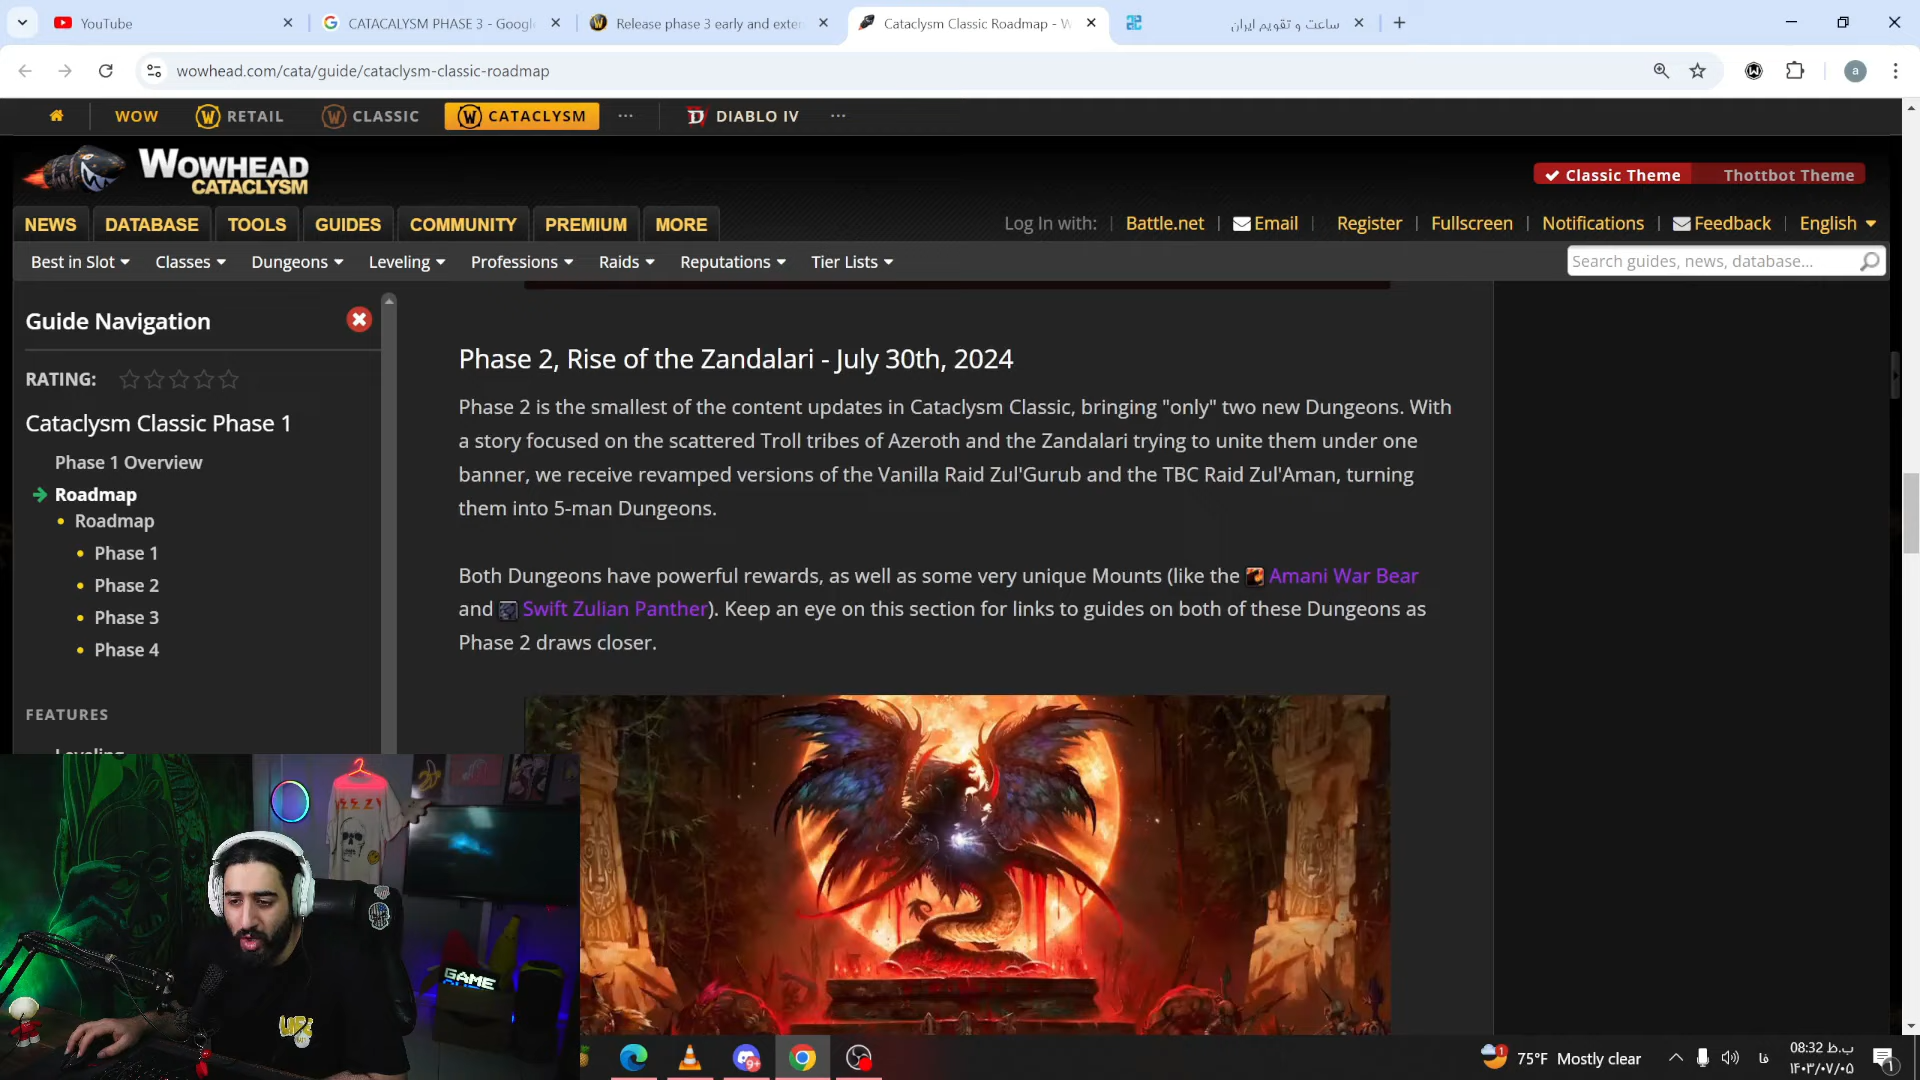 YouTube
CATACALYSM PHASE 3 - Googl
Release phase 3 early and exter
Cataclysm Classic Roadmap - W
ساعت و تقویم ایران
wowhead.com/cata/guide/cataclysm-classic-roadmap
a
WOW
RETAIL
CLASSIC
CATACLYSM
DIABLO IV
WOWHEAD
CATACLYSM
Classic Theme
Thottbot Theme
NEWS
DATABASE
TOOLS
GUIDES
COMMUNITY
PREMIUM
MORE
Log In with:
Battle.net
Email
Register
Fullscreen
Notifications
Feedback
English
Best in Slot
Classes
Dungeons
Leveling
Professions
Raids
Reputations
Tier Lists
Search guides, news, database...
Guide Navigation
RATING:
Cataclysm Classic Phase 1
Phase 1 Overview
Roadmap
Roadmap
Phase 1
Phase 2
Phase 3
Phase 4
FEATURES
Leveling
Phase 2, Rise of the Zandalari - July 30th, 2024
Phase 2 is the smallest of the content updates in Cataclysm Classic, bringing "only" two new Dungeons. With
a story focused on the scattered Troll tribes of Azeroth and the Zandalari trying to unite them under one
banner, we receive revamped versions of the Vanilla Raid Zul'Gurub and the TBC Raid Zul'Aman, turning
them into 5-man Dungeons.
Both Dungeons have powerful rewards, as well as some very unique Mounts (like the Amani War Bear
and Swift Zulian Panther). Keep an eye on this section for links to guides on both of these Dungeons as
Phase 2 draws closer.
GAME
9+
1
75°F Mostly clear
فا
08:32 ب.ظ
۱۴۰۳/۰۷/۰۵
1